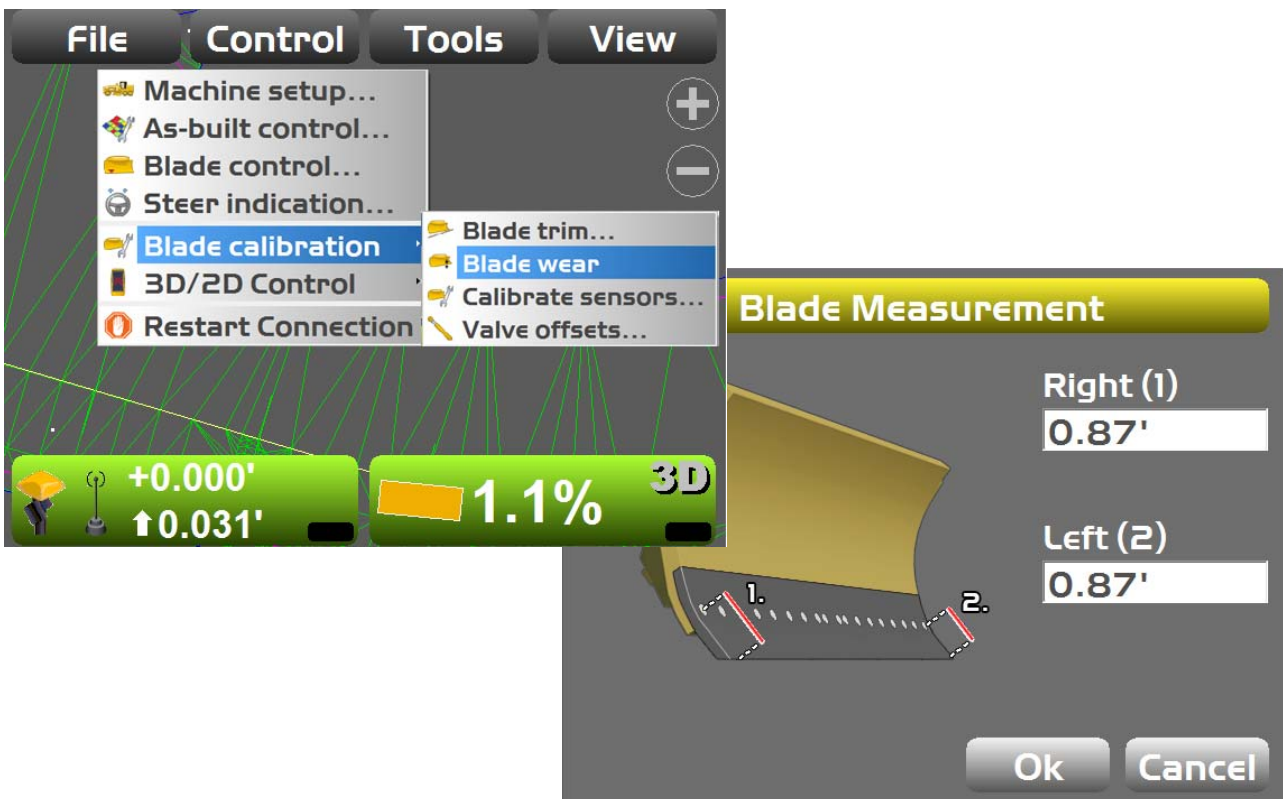 File Control Tools View
Machine setup...
As-built control...
Blade control...
Steer indication...
Blade calibration
3D/2D Control
Restart Connection
Blade trim...
Blade wear
Calibrate sensors...
Valve offsets...
+0.000'
0.031'
1.1%
3D
Blade Measurement
Right (1)
0.87'
Left (2)
0.87'
1.
2.
Ok Cancel